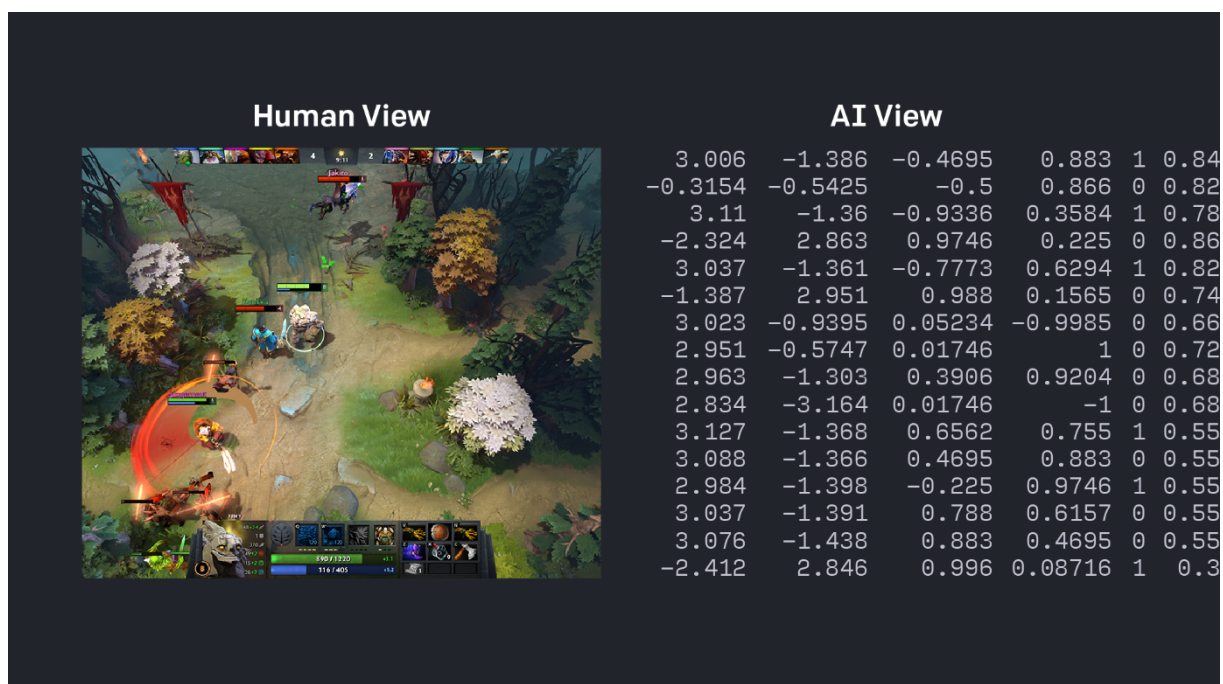 Human View
AI View
4 9:11 2
Jakiro
590 / 1220
116 / 405
3.006 −1.386 −0.4695 0.883 1 0.84
−0.3154 −0.5425 −0.5 0.866 0 0.82
3.11 −1.36 −0.9336 0.3584 1 0.78
−2.324 2.863 0.9746 0.225 0 0.86
3.037 −1.361 −0.7773 0.6294 1 0.82
−1.387 2.951 0.988 0.1565 0 0.74
3.023 −0.9395 0.05234 −0.9985 0 0.66
2.951 −0.5747 0.01746 1 0 0.72
2.963 −1.303 0.3906 0.9204 0 0.68
2.834 −3.164 0.01746 −1 0 0.68
3.127 −1.368 0.6562 0.755 1 0.55
3.088 −1.366 0.4695 0.883 0 0.55
2.984 −1.398 −0.225 0.9746 1 0.55
3.037 −1.391 0.788 0.6157 0 0.55
3.076 −1.438 0.883 0.4695 0 0.55
−2.412 2.846 0.996 0.08716 1 0.3